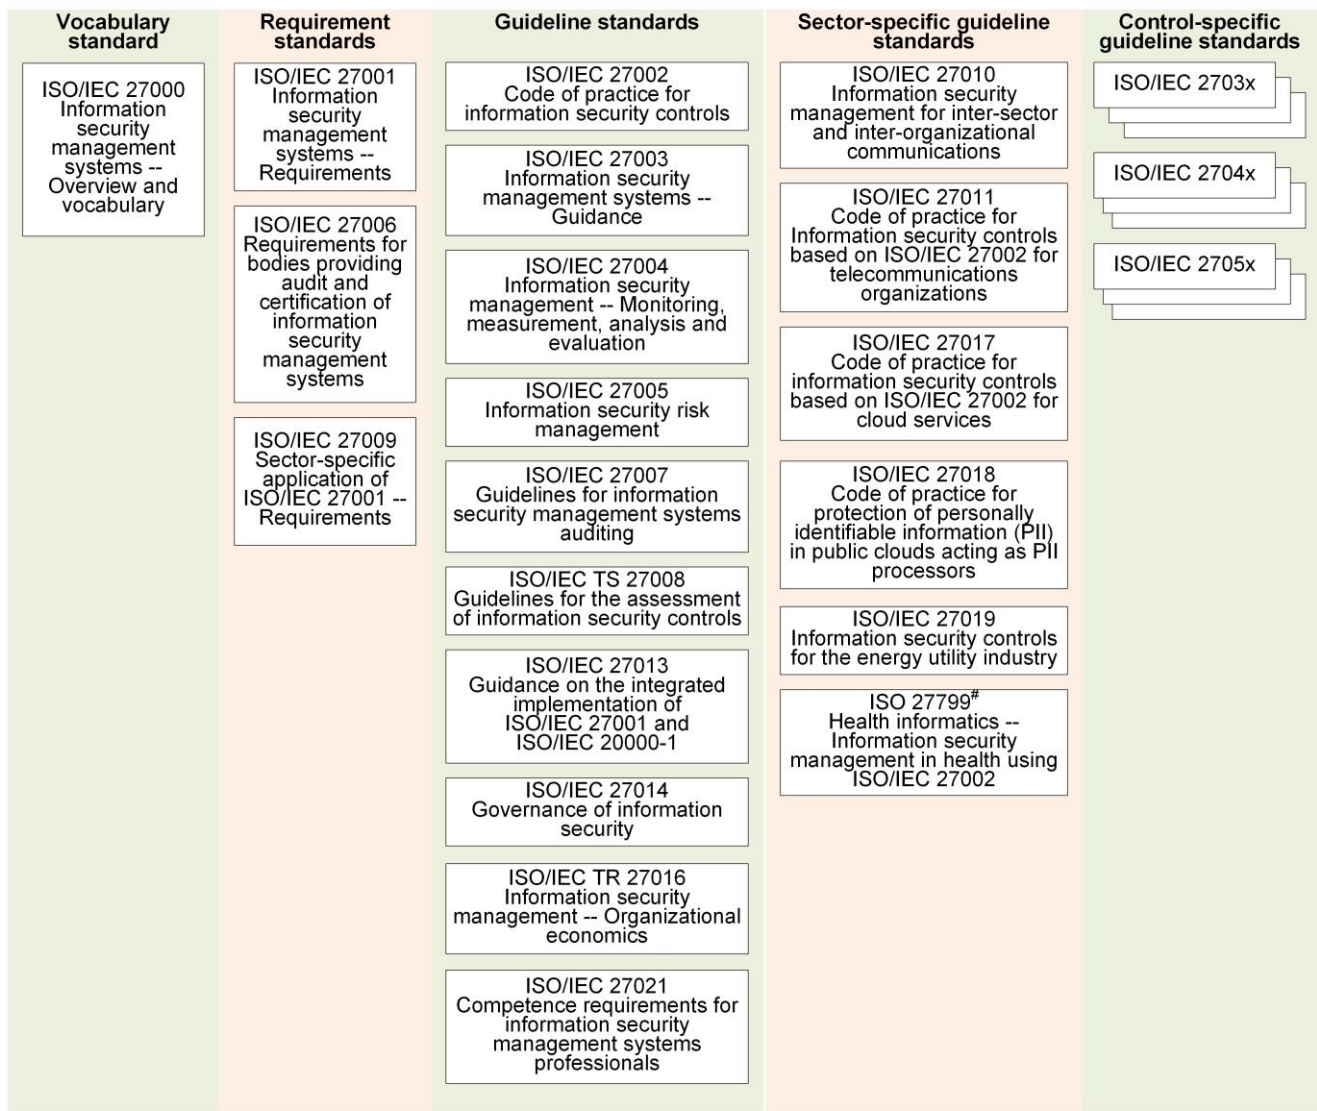 Vocabulary
standard
ISO/IEC 27000
Information
security
management
systems --
Overview and
vocabulary
Requirement
standards
ISO/IEC 27001
Information
security
management
systems --
Requirements
ISO/IEC 27006
Requirements for
bodies providing
audit and
certification of
information
security
management
systems
ISO/IEC 27009
Sector-specific
application of
ISO/IEC 27001 --
Requirements
Guideline standards
ISO/IEC 27002
Code of practice for
information security controls
ISO/IEC 27003
Information security
management systems --
Guidance
ISO/IEC 27004
Information security
management -- Monitoring,
measurement, analysis and
evaluation
ISO/IEC 27005
Information security risk
management
ISO/IEC 27007
Guidelines for information
security management systems
auditing
ISO/IEC TS 27008
Guidelines for the assessment
of information security controls
ISO/IEC 27013
Guidance on the integrated
implementation of
ISO/IEC 27001 and
ISO/IEC 20000-1
ISO/IEC 27014
Governance of information
security
ISO/IEC TR 27016
Information security
management -- Organizational
economics
ISO/IEC 27021
Competence requirements for
information security
management systems
professionals
Sector-specific guideline
standards
ISO/IEC 27010
Information security
management for inter-sector
and inter-organizational
communications
ISO/IEC 27011
Code of practice for
Information security controls
based on ISO/IEC 27002 for
telecommunications
organizations
ISO/IEC 27017
Code of practice for
information security controls
based on ISO/IEC 27002 for
cloud services
ISO/IEC 27018
Code of practice for
protection of personally
identifiable information (PII)
in public clouds acting as PII
processors
ISO/IEC 27019
Information security controls
for the energy utility industry
ISO 27799#
Health informatics --
Information security
management in health using
ISO/IEC 27002
Control-specific
guideline standards
ISO/IEC 2703x
ISO/IEC 2704x
ISO/IEC 2705x